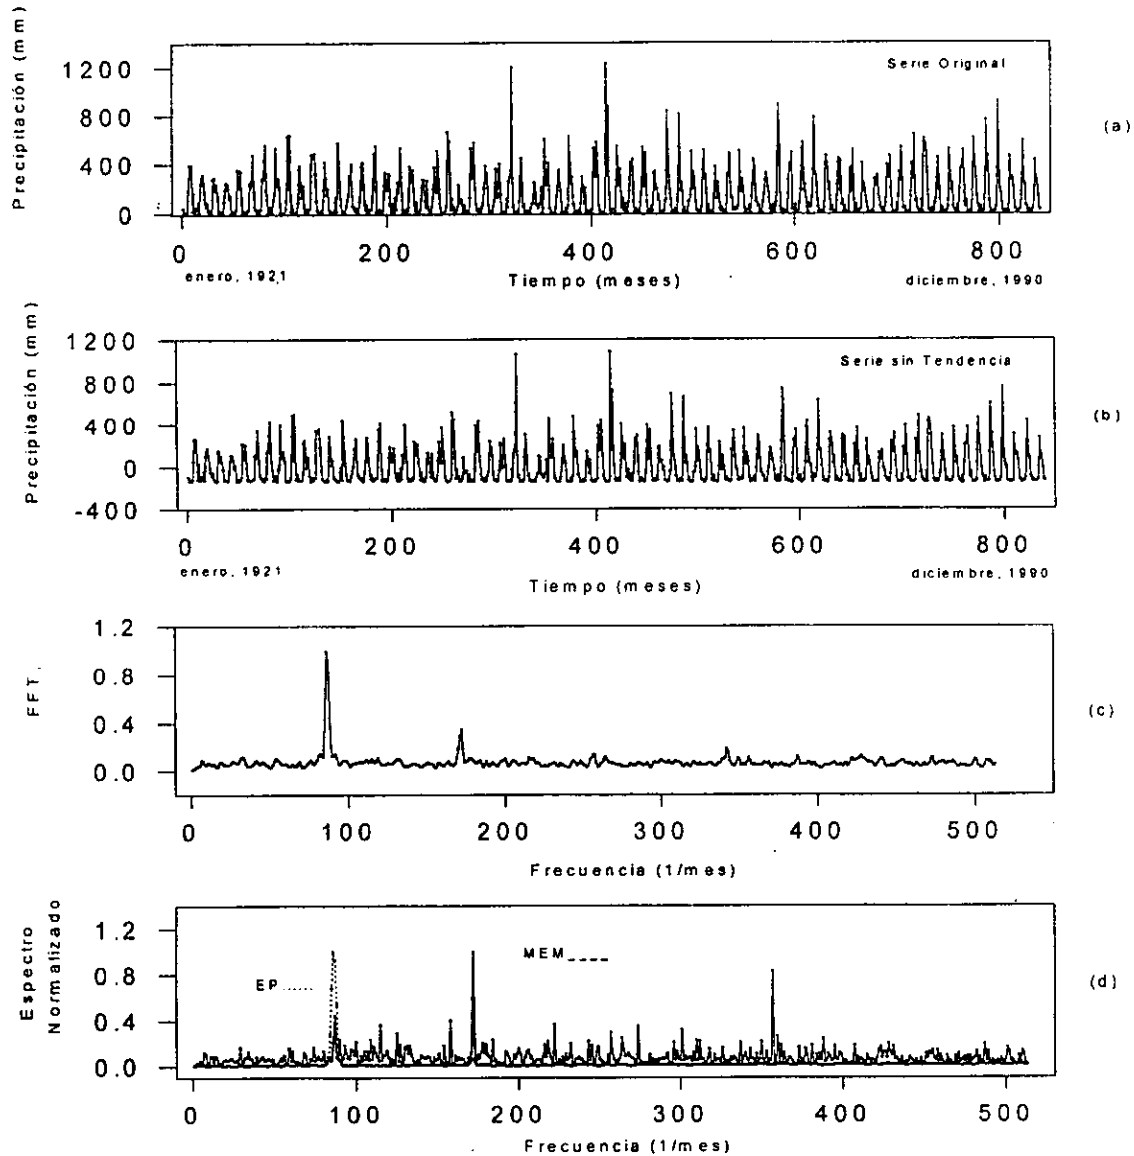 Precipitación (mm)
1200
800
400
0
Serie Original
(a)
0
200
400
600
800
enero, 1921
Tiempo (meses)
diciembre, 1990
Precipitación (mm)
1200
800
400
0
-400
Serie sin Tendencia
(b)
0
200
400
600
800
enero, 1921
Tiempo (meses)
diciembre, 1990
FFT
1.2
0.8
0.4
0.0
(c)
0
100
200
300
400
500
Frecuencia (1/mes)
Espectro
Normalizado
1.2
0.8
0.4
0.0
EP......
MEM____
(d)
0
100
200
300
400
500
Frecuencia (1/mes)